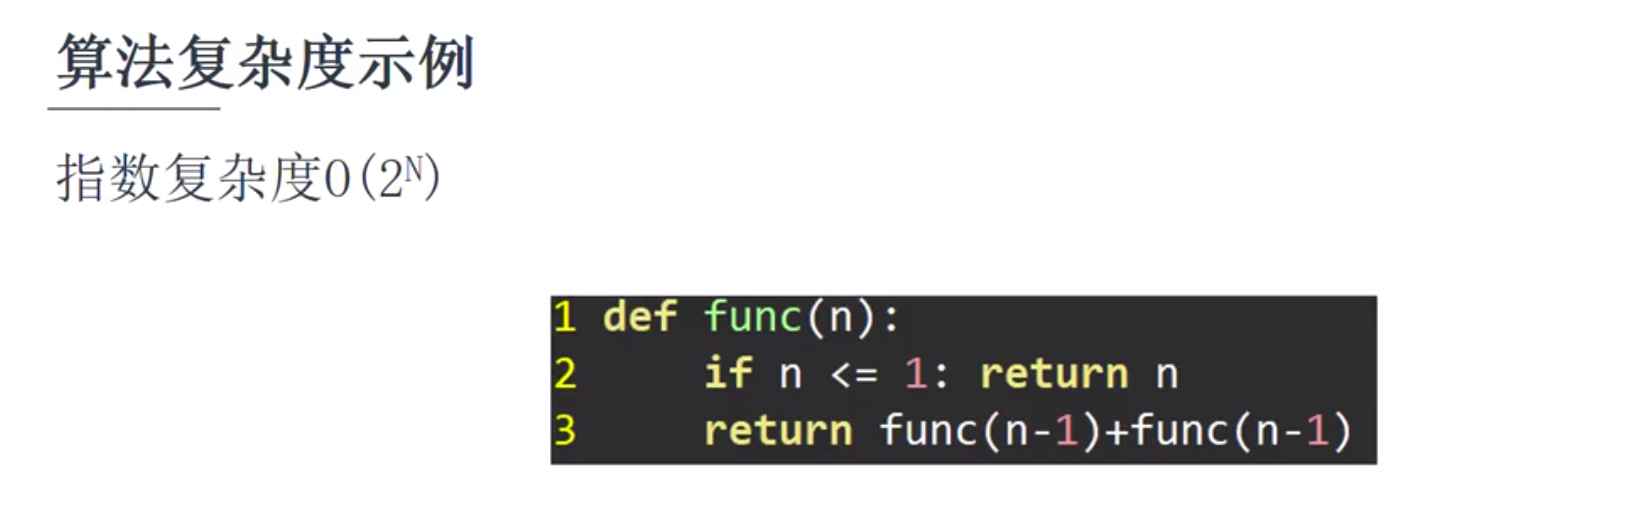 算法复杂度示例
指数复杂度O(2ᴺ)
1 def func(n):
2     if n <= 1: return n
3     return func(n-1)+func(n-1)